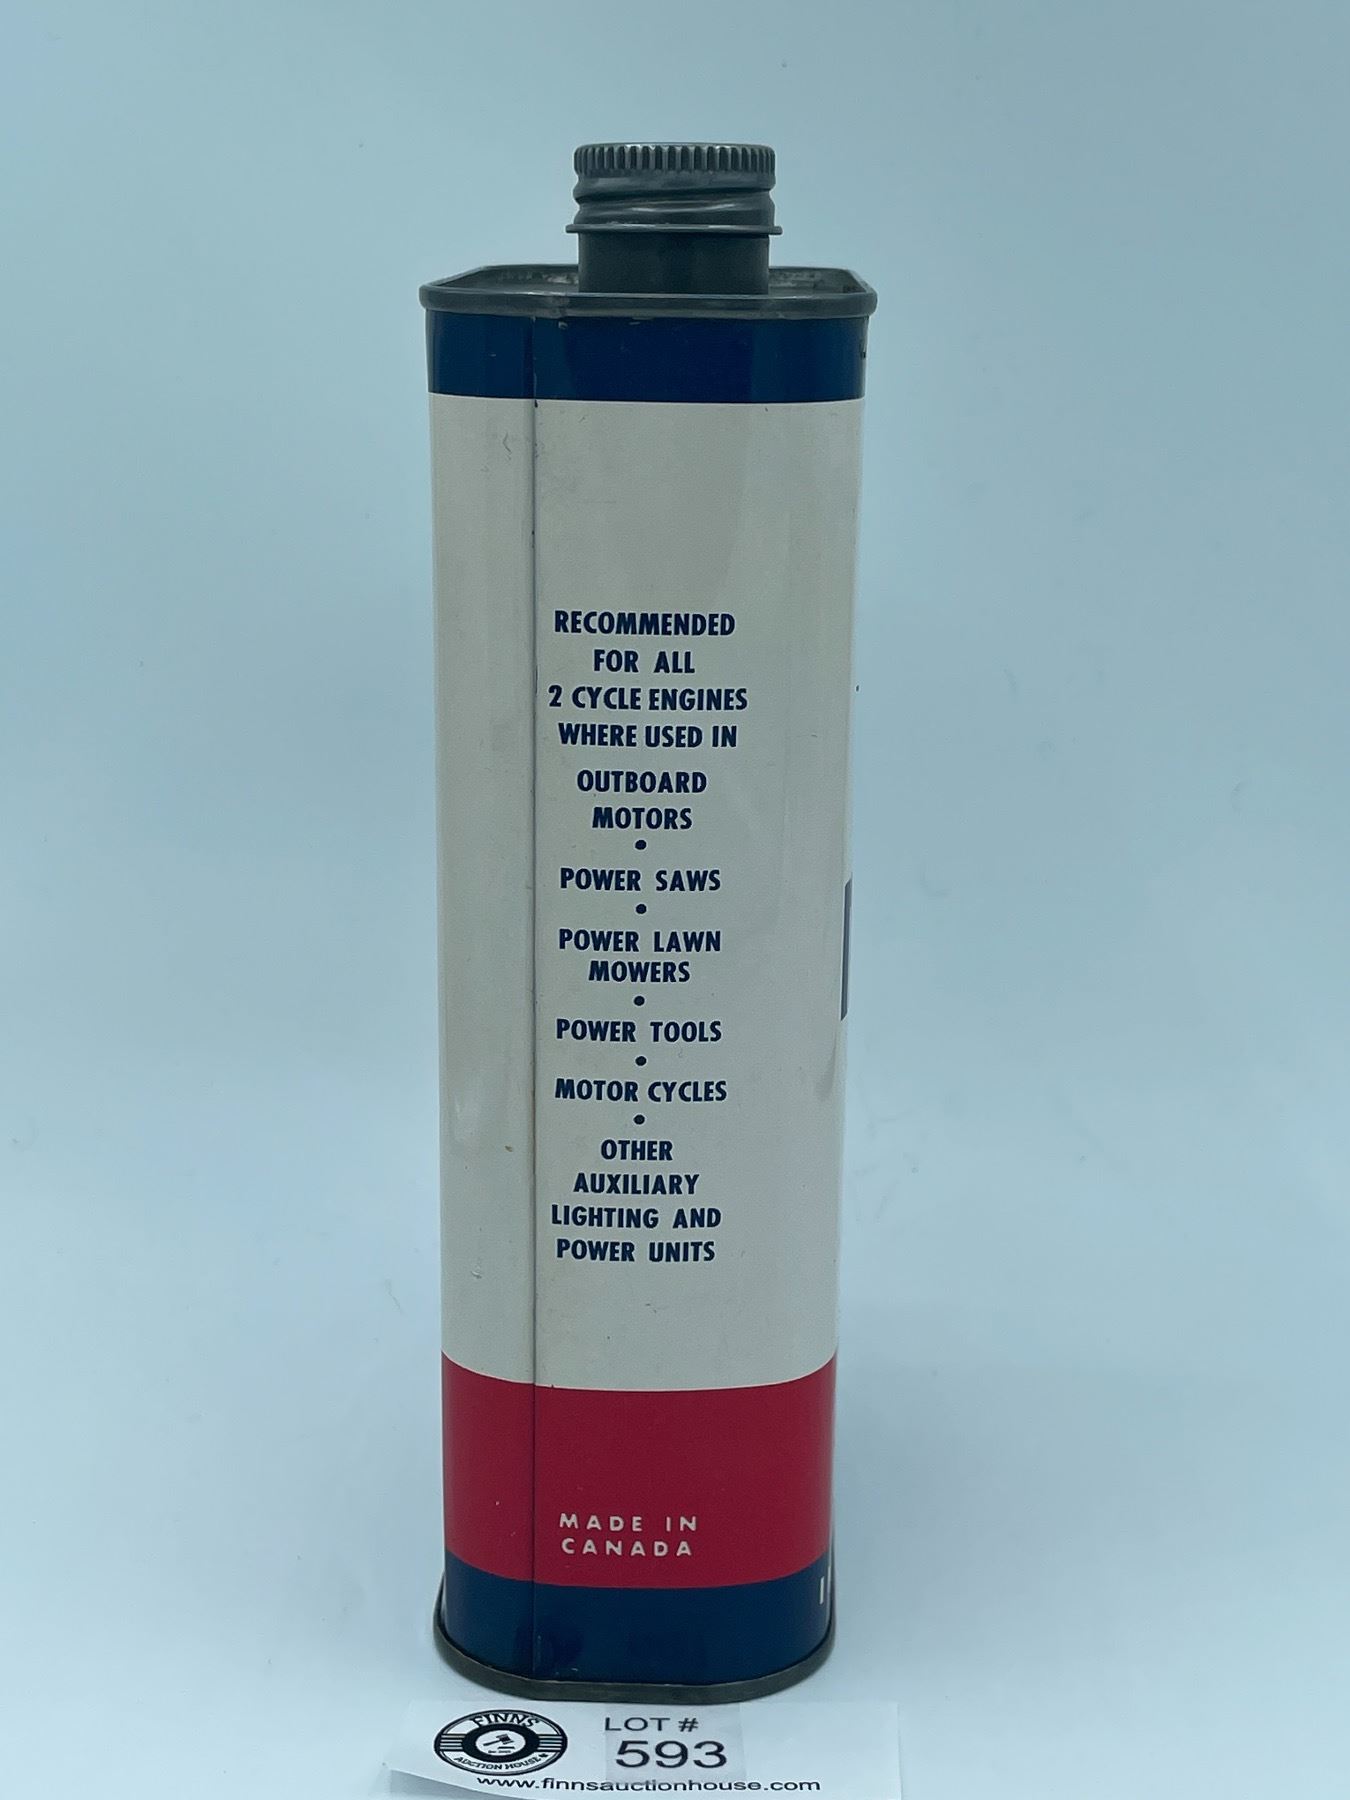 RECOMMENDED
FOR ALL
2 CYCLE ENGINES
WHERE USED IN
OUTBOARD
MOTORS
•
POWER SAWS
•
POWER LAWN
MOWERS
•
POWER TOOLS
•
MOTOR CYCLES
•
OTHER
AUXILIARY
LIGHTING AND
POWER UNITS
MADE IN
CANADA
FINNS
AUCTION HOUSE
LOT #
593
www.finnsauctionhouse.com